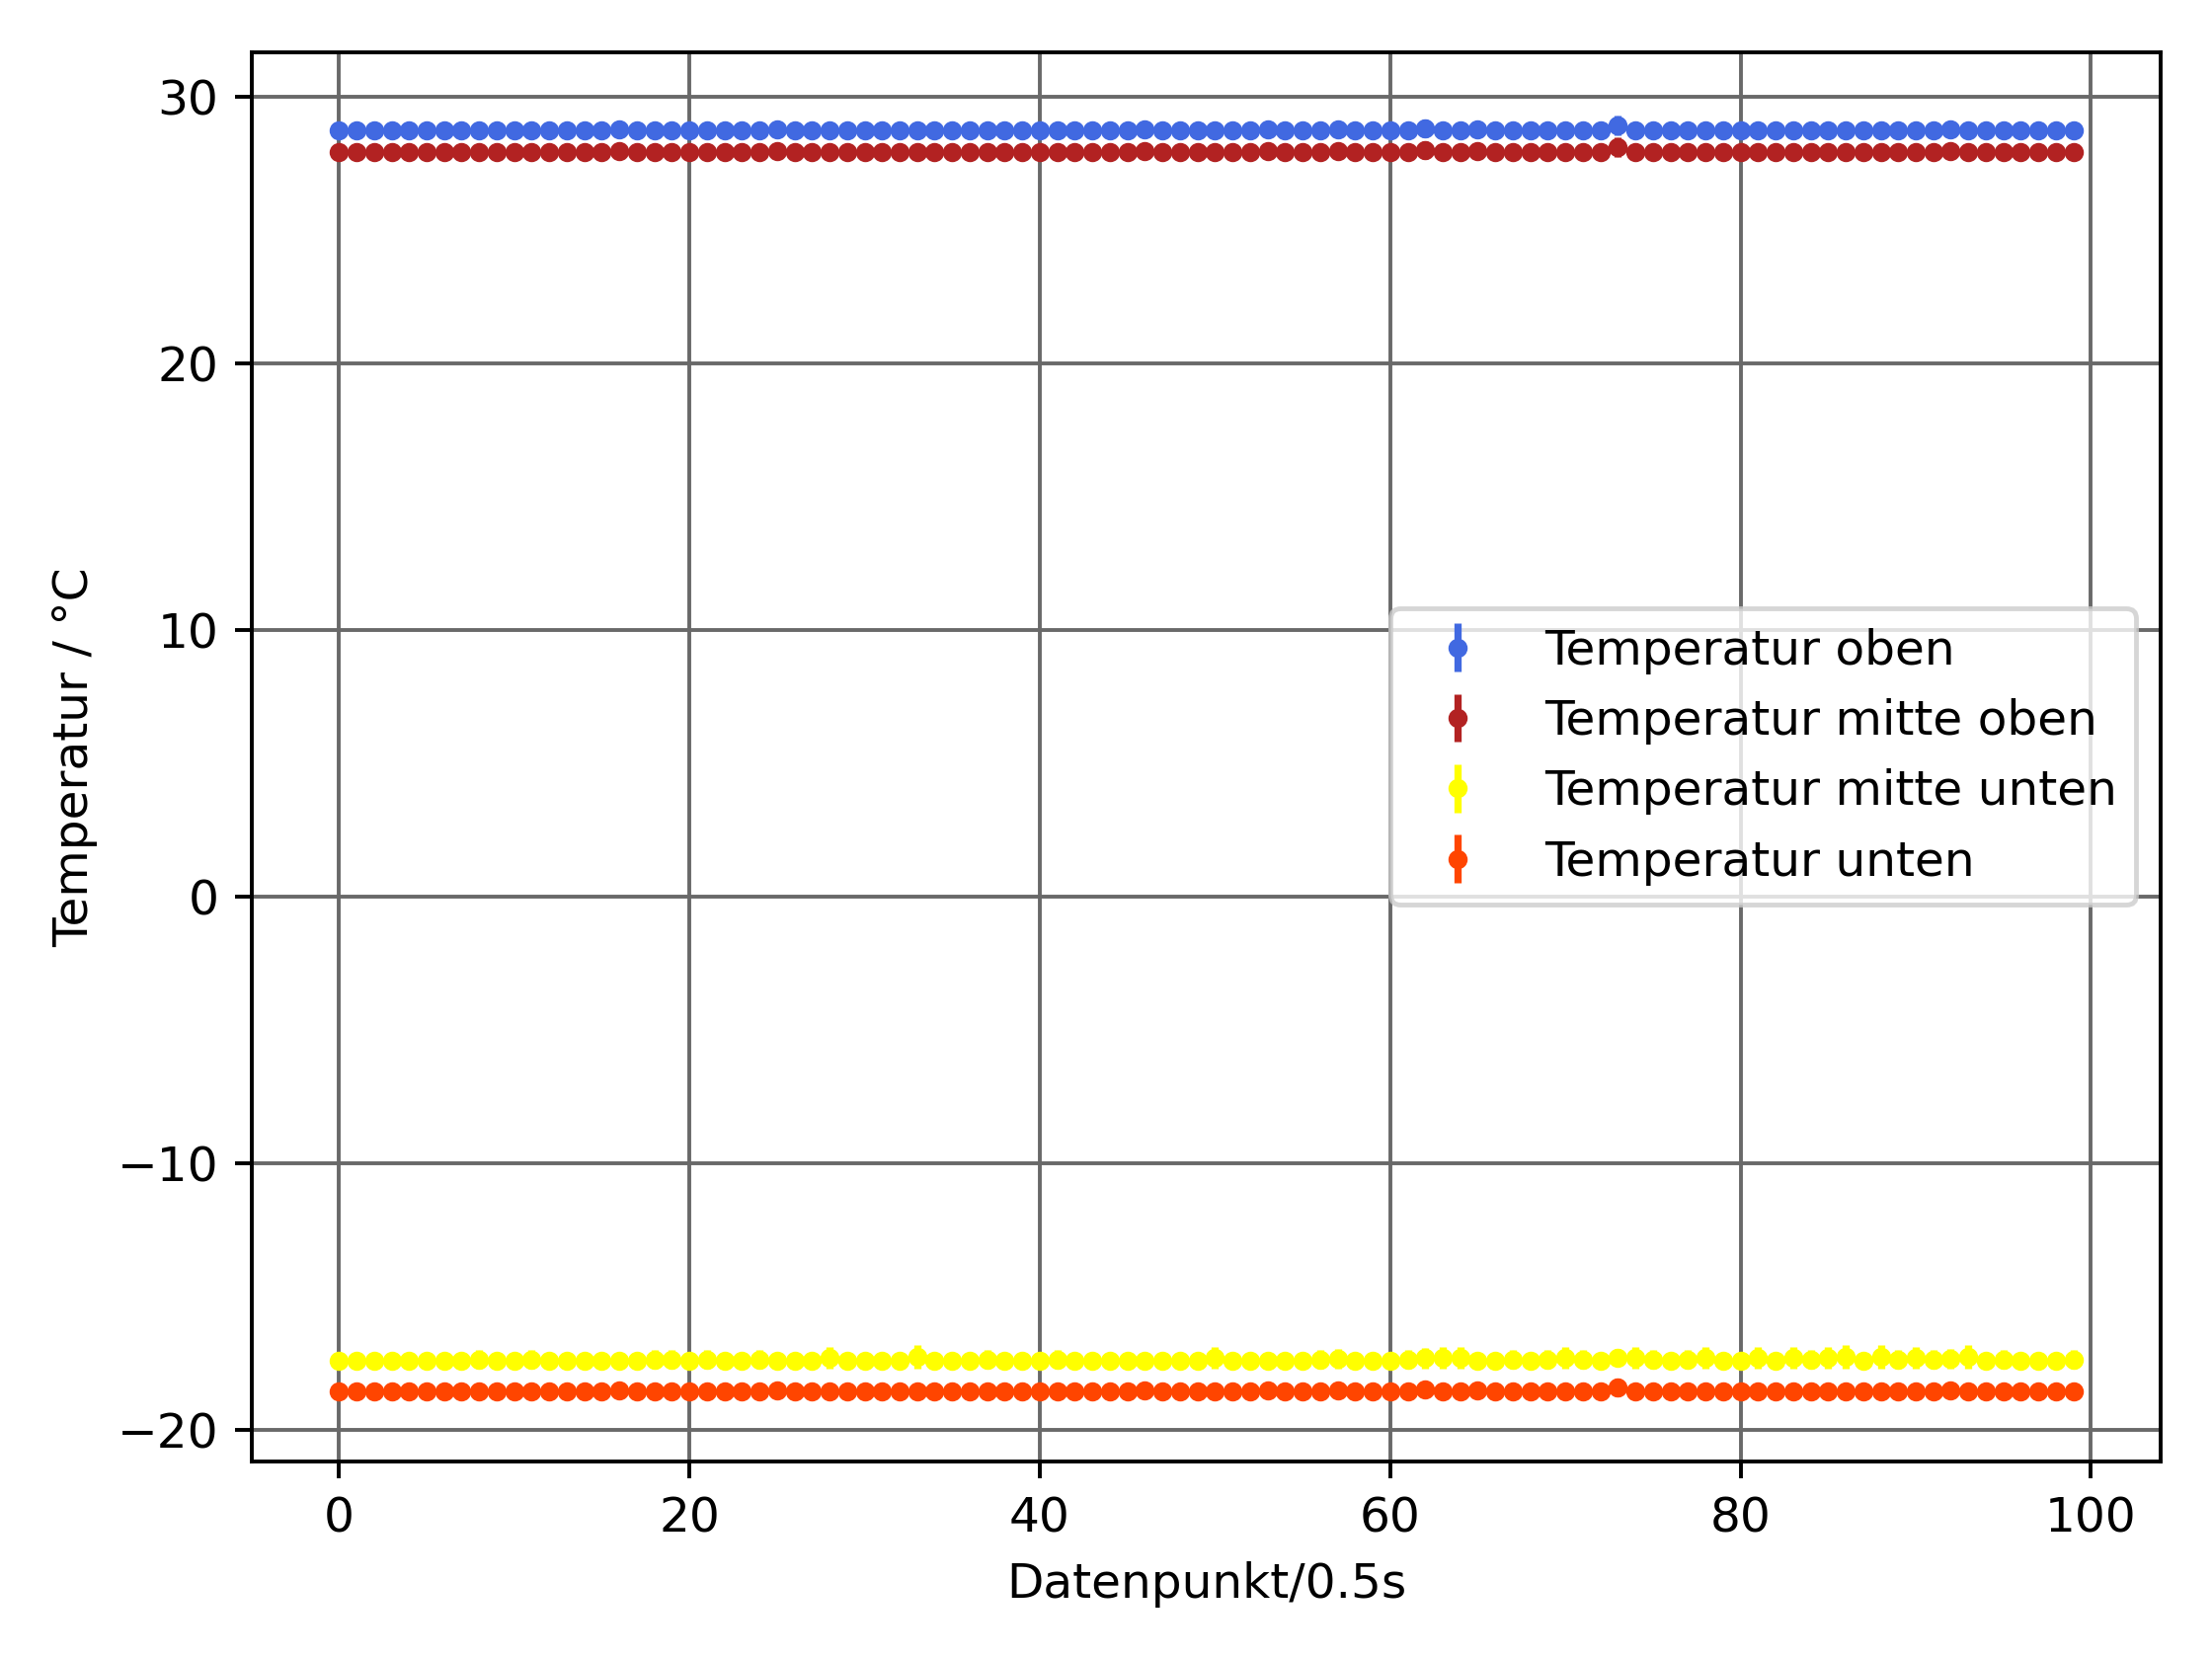 30
20
10
0
−10
−20
Temperatur / °C
Temperatur oben
Temperatur mitte oben
Temperatur mitte unten
Temperatur unten
0 20 40 60 80 100
Datenpunkt/0.5s